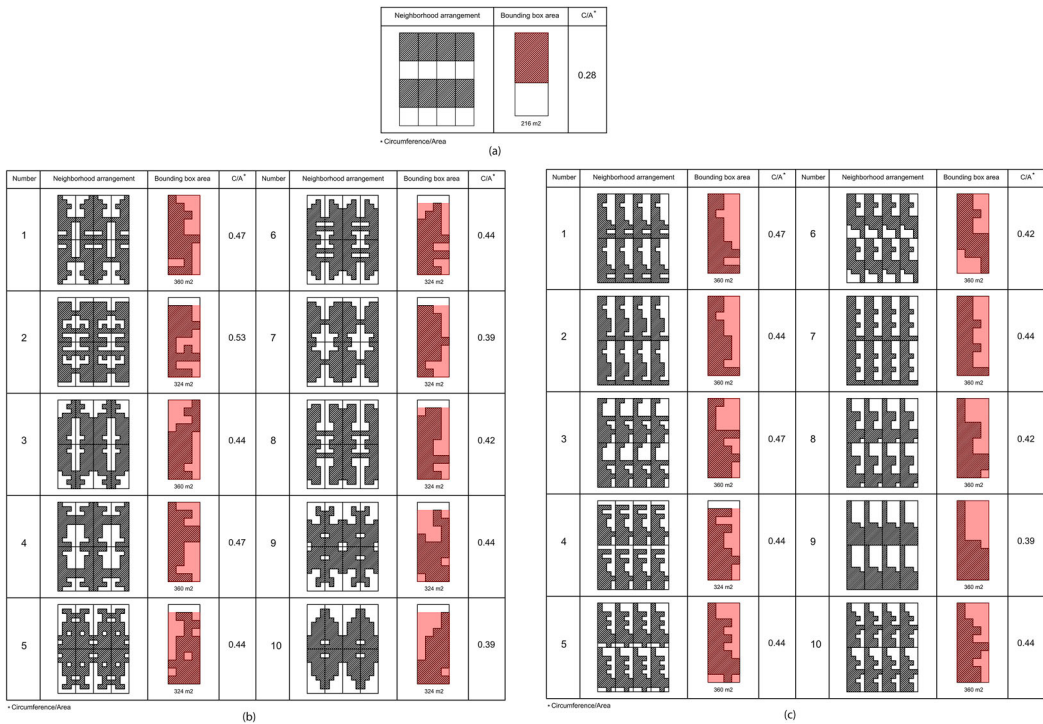 Neighborhood arrangement Bounding box area C/A*
216 m2 0.28
* Circumference/Area
(a)
Number Neighborhood arrangement Bounding box area C/A* Number Neighborhood arrangement Bounding box area C/A*
1 360 m2 0.47 6 324 m2 0.44
2 324 m2 0.53 7 324 m2 0.39
3 360 m2 0.44 8 324 m2 0.42
4 360 m2 0.47 9 324 m2 0.44
5 324 m2 0.44 10 324 m2 0.39
* Circumference/Area
(b)
Number Neighborhood arrangement Bounding box area C/A* Number Neighborhood arrangement Bounding box area C/A*
1 360 m2 0.47 6 360 m2 0.42
2 360 m2 0.44 7 360 m2 0.44
3 360 m2 0.47 8 360 m2 0.42
4 324 m2 0.44 9 360 m2 0.39
5 360 m2 0.44 10 360 m2 0.44
* Circumference/Area
(c)